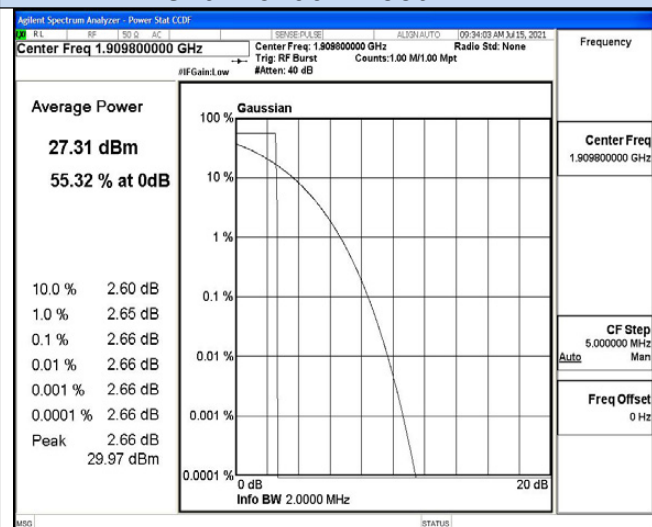 Agilent Spectrum Analyzer - Power Stat CCDF
RL RF 50 Ω AC SENSE:PULSE ALIGN AUTO 09:34:03 AM Jul 15, 2021
Center Freq 1.909800000 GHz
Center Freq: 1.909800000 GHz Radio Std: None
Trig: RF Burst Counts:1.00 M/1.00 Mpt
#IFGain:Low #Atten: 40 dB
Average Power
27.31 dBm
55.32 % at 0dB
10.0 % 2.60 dB
1.0 % 2.65 dB
0.1 % 2.66 dB
0.01 % 2.66 dB
0.001 % 2.66 dB
0.0001 % 2.66 dB
Peak 2.66 dB
29.97 dBm
Gaussian
100 %
10 %
1 %
0.1 %
0.01 %
0.001 %
0.0001 %
0 dB 20 dB
Info BW 2.0000 MHz
Frequency
Center Freq
1.909800000 GHz
CF Step
5.000000 MHz
Auto Man
Freq Offset
0 Hz
MSG STATUS